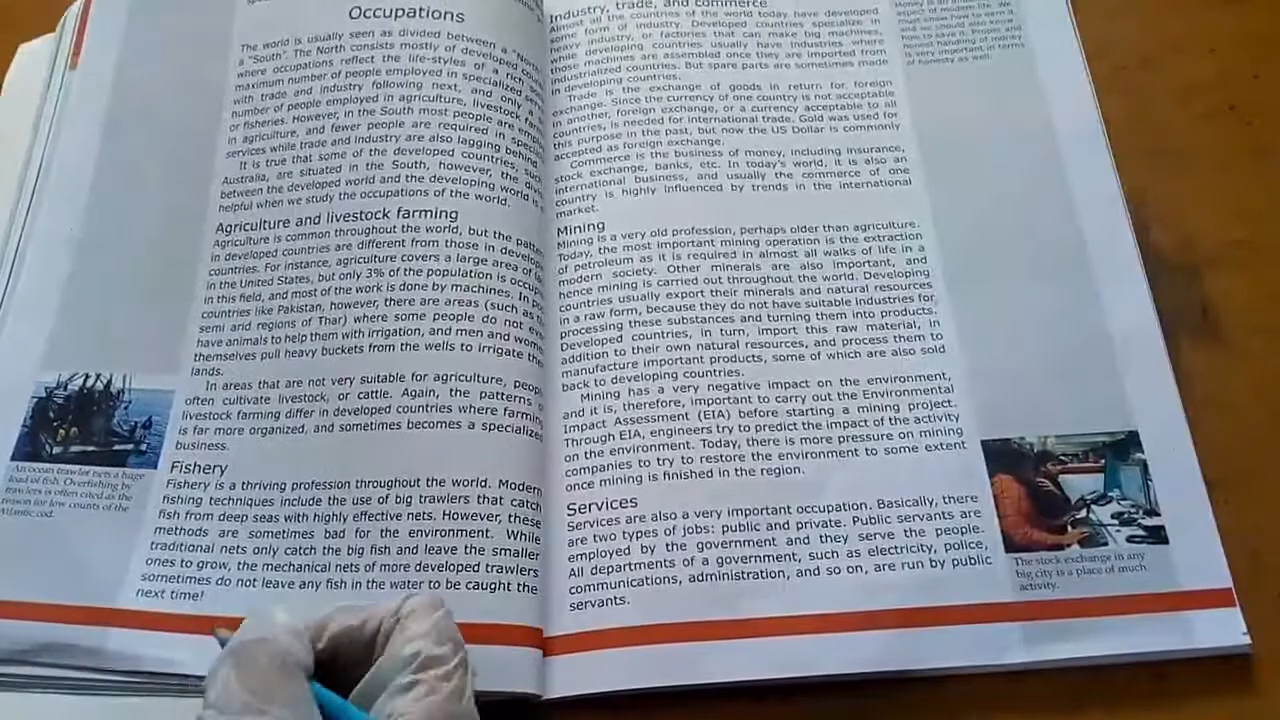 Occupations
The world is usually seen as divided between a "North
a "South". The North consists mostly of developed
where occupations reflect the life-styles of a rich
maximum number of people employed in specialized
with trade and industry following next, and only a
number of people employed in agriculture, livestock
or fisheries. However, in the South most people are
in agriculture, and fewer people are required in
services while trade and industry are also lagging behind.
It is true that some of the developed countries, such
Australia, are situated in the South, however, the
between the developed world and the developing world is
helpful when we study the occupations of the world.
Agriculture and livestock farming
Agriculture is common throughout the world, but the
in developed countries are different from those in
countries. For instance, agriculture covers a large area of
in the United States, but only 3% of the population is
in this field, and most of the work is done by machines. In
countries like Pakistan, however, there are areas (such as
semi arid regions of Thar) where some people do not
have animals to help them with irrigation, and men and
themselves pull heavy buckets from the wells to irrigate
lands.
In areas that are not very suitable for agriculture,
often cultivate livestock, or cattle. Again, the patterns
livestock farming differ in developed countries where farming
is far more organized, and sometimes becomes a specialized
business.
Fishery
Fishery is a thriving profession throughout the world. Modern
fishing techniques include the use of big trawlers that catch
fish from deep seas with highly effective nets. However, these
methods are sometimes bad for the environment. While
traditional nets only catch the big fish and leave the smaller
ones to grow, the mechanical nets of more developed trawlers
sometimes do not leave any fish in the water to be caught the
next time!
An ocean trawler nets a huge
load of fish. Overfishing by
trawlers is often cited as the
reason for low counts of the
Atlantic cod.
Industry, trade, and commerce
Almost all the countries of the world today have developed
some form of industry. Developed countries specialize in
heavy industry, or factories that can make big machines,
while developing countries usually have industries where
those machines are assembled once they are imported from
industrialized countries. But spare parts are sometimes made
in developing countries.
Trade is the exchange of goods in return for foreign
exchange. Since the currency of one country is not acceptable
in another, foreign exchange, or a currency acceptable to all
countries, is needed for international trade. Gold was used for
this purpose in the past, but now the US Dollar is commonly
accepted as foreign exchange.
Commerce is the business of money, including insurance,
stock exchange, banks, etc. In today's world, it is also an
international business, and usually the commerce of one
country is highly influenced by trends in the international
market.
Mining
Mining is a very old profession, perhaps older than agriculture.
Today, the most important mining operation is the extraction
of petroleum as it is required in almost all walks of life in a
modern society. Other minerals are also important, and
hence mining is carried out throughout the world. Developing
countries usually export their minerals and natural resources
in a raw form, because they do not have suitable industries for
processing these substances and turning them into products.
Developed countries, in turn, import this raw material, in
addition to their own natural resources, and process them to
manufacture important products, some of which are also sold
back to developing countries.
Mining has a very negative impact on the environment,
and it is, therefore, important to carry out the Environmental
Impact Assessment (EIA) before starting a mining project.
Through EIA, engineers try to predict the impact of the activity
on the environment. Today, there is more pressure on mining
companies to try to restore the environment to some extent
once mining is finished in the region.
Services
Services are also a very important occupation. Basically, there
are two types of jobs: public and private. Public servants are
employed by the government and they serve the people.
All departments of a government, such as electricity, police,
communications, administration, and so on, are run by public
servants.
aspect of modern life. We
must know how to earn it,
and we should also know
how to save it. Proper and
honest handling of money
is very important in terms
of honesty as well.
The stock exchange in any
big city is a place of much
activity.